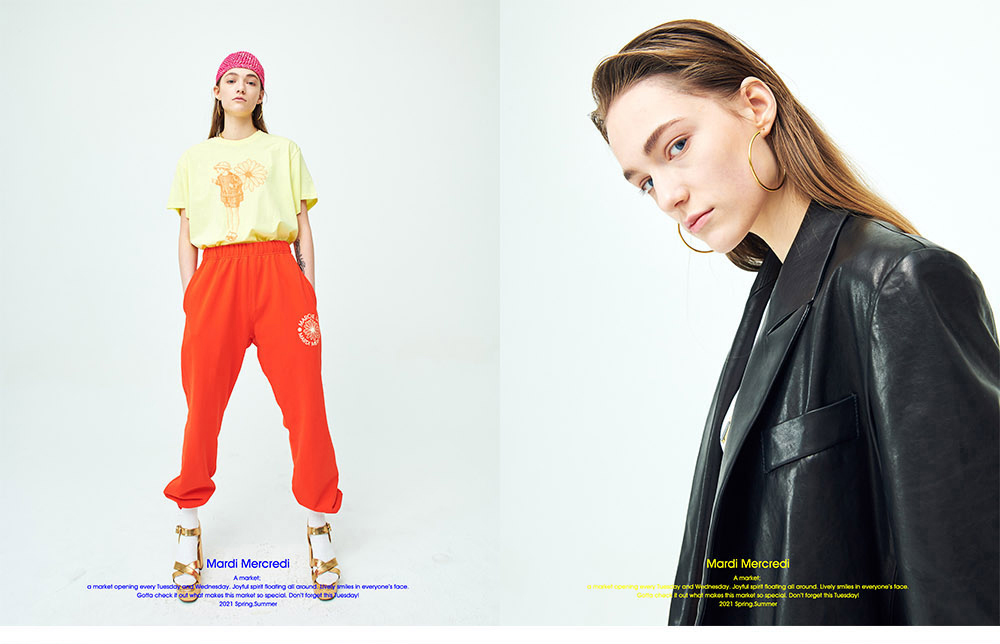 MARDI ME
Mardi Mercredi
A market;
a market opening every Tuesday and Wednesday. Joyful spirit floating all around. Lively smiles in everyone's face.
Gotta check it out what makes this market so special. Don't forget this Tuesday!
2021 Spring,Summer
Mardi Mercredi
A market;
a market opening every Tuesday and Wednesday. Joyful spirit floating all around. Lively smiles in everyone's face.
Gotta check it out what makes this market so special. Don't forget this Tuesday!
2021 Spring,Summer